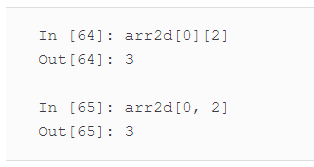 In [64]: arr2d[0][2]
Out[64]: 3
In [65]: arr2d[0, 2]
Out[65]: 3